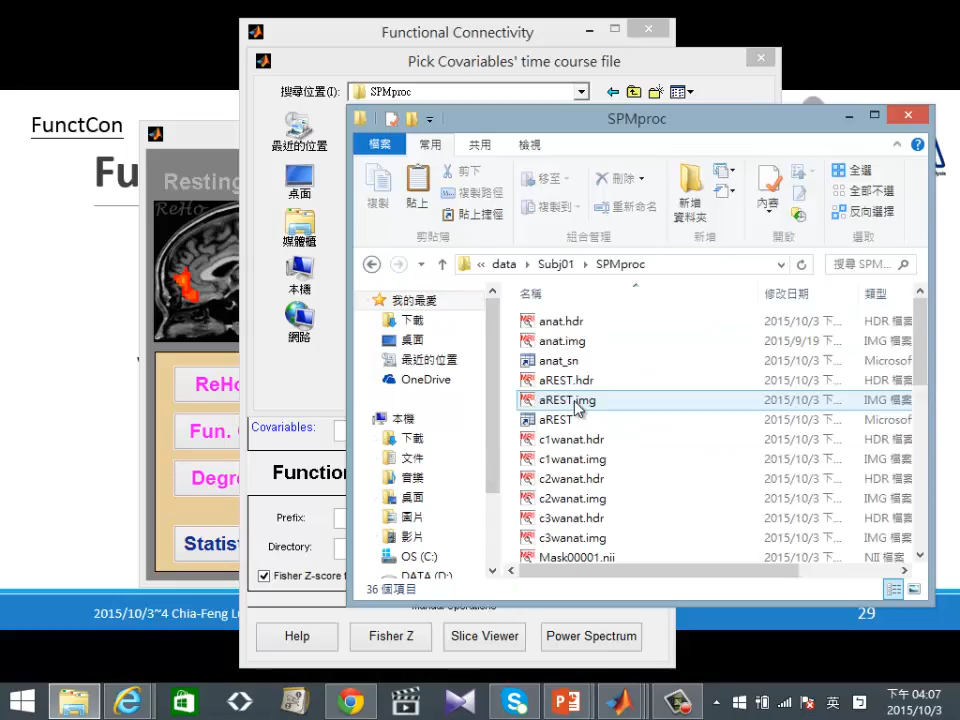 Functional Connectivity
Pick Covariables' time course file
搜尋位置(I):
SPMproc
FunctCon
Fu
最近的位置
桌面
媒體櫃
本機
網路
Resting
ReHo
ReHo
Fun.
Degre
Statist
Covariables:
Function
Prefix:
Directory:
Fisher Z-score
Help
Fisher Z
Slice Viewer
Power Spectrum
SPMproc
檔案
常用
共用
檢視
複製
貼上
剪下
複製路徑
貼上捷徑
剪貼簿
移至
複製到
刪除
重新命名
組合管理
新增
資料夾
新增
內容
開啟
全選
全部不選
反向選擇
選取
« data › Subj01 › SPMproc
搜尋 SPM...
名稱
修改日期
類型
我的最愛
下載
桌面
最近的位置
OneDrive
本機
下載
文件
音樂
桌面
圖片
影片
OS (C:)
DATA (D:)
anat.hdr 2015/10/3 下... HDR 檔案
anat.img 2015/9/19 下... IMG 檔案
anat_sn 2015/10/3 下... Microsof
aREST.hdr 2015/10/3 下... HDR 檔案
aREST.img 2015/10/3 下... IMG 檔案
aREST 2015/10/3 下... Microsof
c1wanat.hdr 2015/10/3 下... HDR 檔案
c1wanat.img 2015/10/3 下... IMG 檔案
c2wanat.hdr 2015/10/3 下... HDR 檔案
c2wanat.img 2015/10/3 下... IMG 檔案
c3wanat.hdr 2015/10/3 下... HDR 檔案
c3wanat.img 2015/10/3 下... IMG 檔案
Mask00001.nii 2015/10/3 下... NII 檔案
36 個項目
Manual Operations
2015/10/3~4 Chia-Feng L
29
英
下午 04:07
2015/10/3